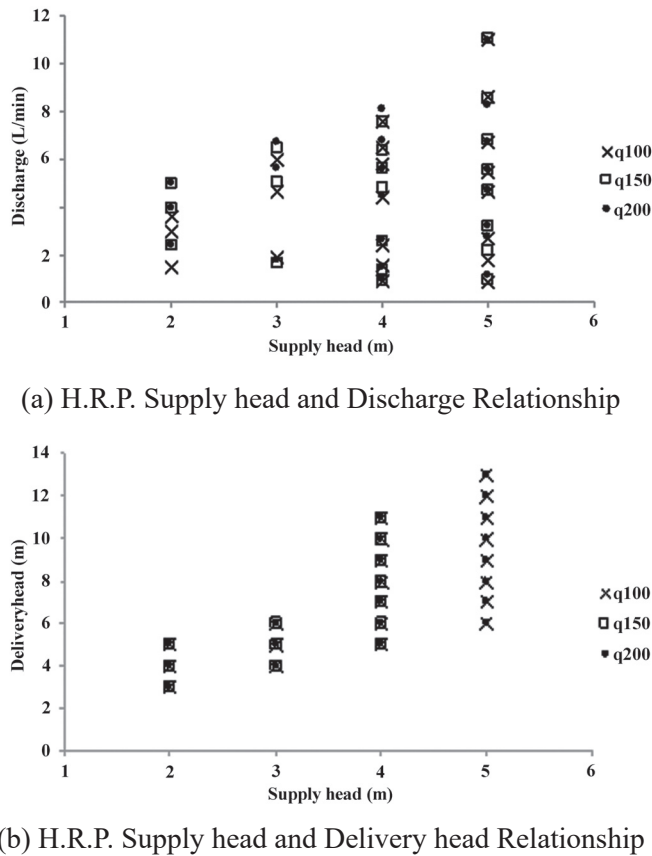 12
10
8
6
2
0
Discharge (L/min)
1 2 3 4 5 6
Supply head (m)
q100
q150
q200
(a) H.R.P. Supply head and Discharge Relationship
14
12
10
8
6
4
2
0
Deliveryhead (m)
1 2 3 4 5 6
Supply head (m)
q100
q150
q200
(b) H.R.P. Supply head and Delivery head Relationship